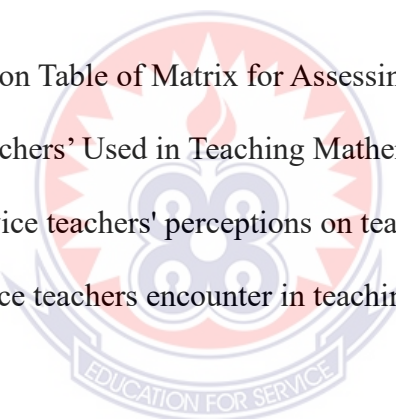 on Table of Matrix for Assessin
chers’ Used in Teaching Mathe
ice teachers' perceptions on tea
ce teachers encounter in teachin
EDUCATION FOR SERVICE